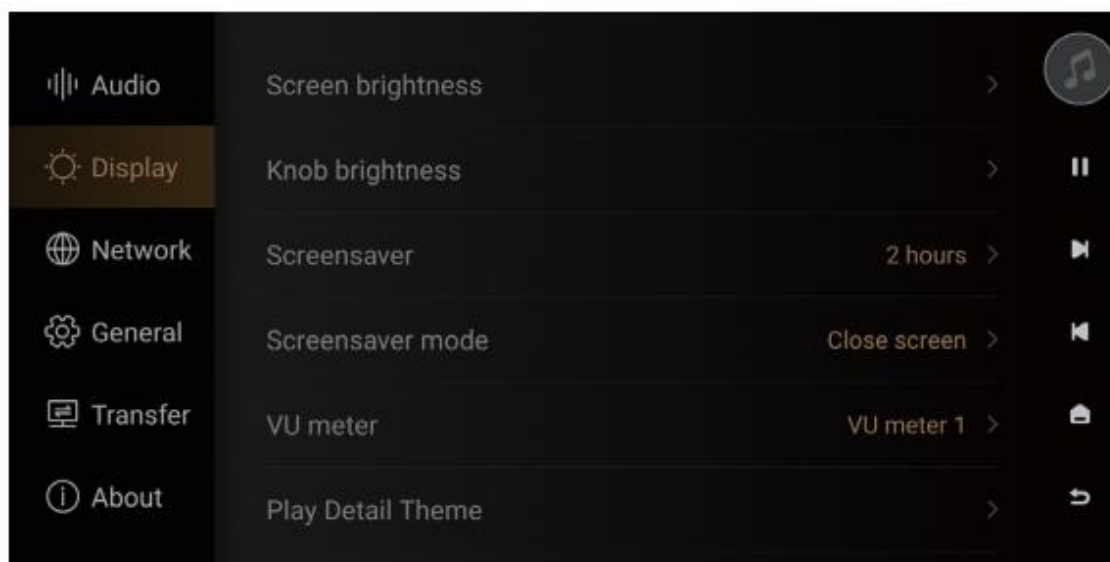 Audio
Display
Network
General
Transfer
About
Screen brightness
Knob brightness
Screensaver 2 hours
Screensaver mode Close screen
VU meter VU meter 1
Play Detail Theme